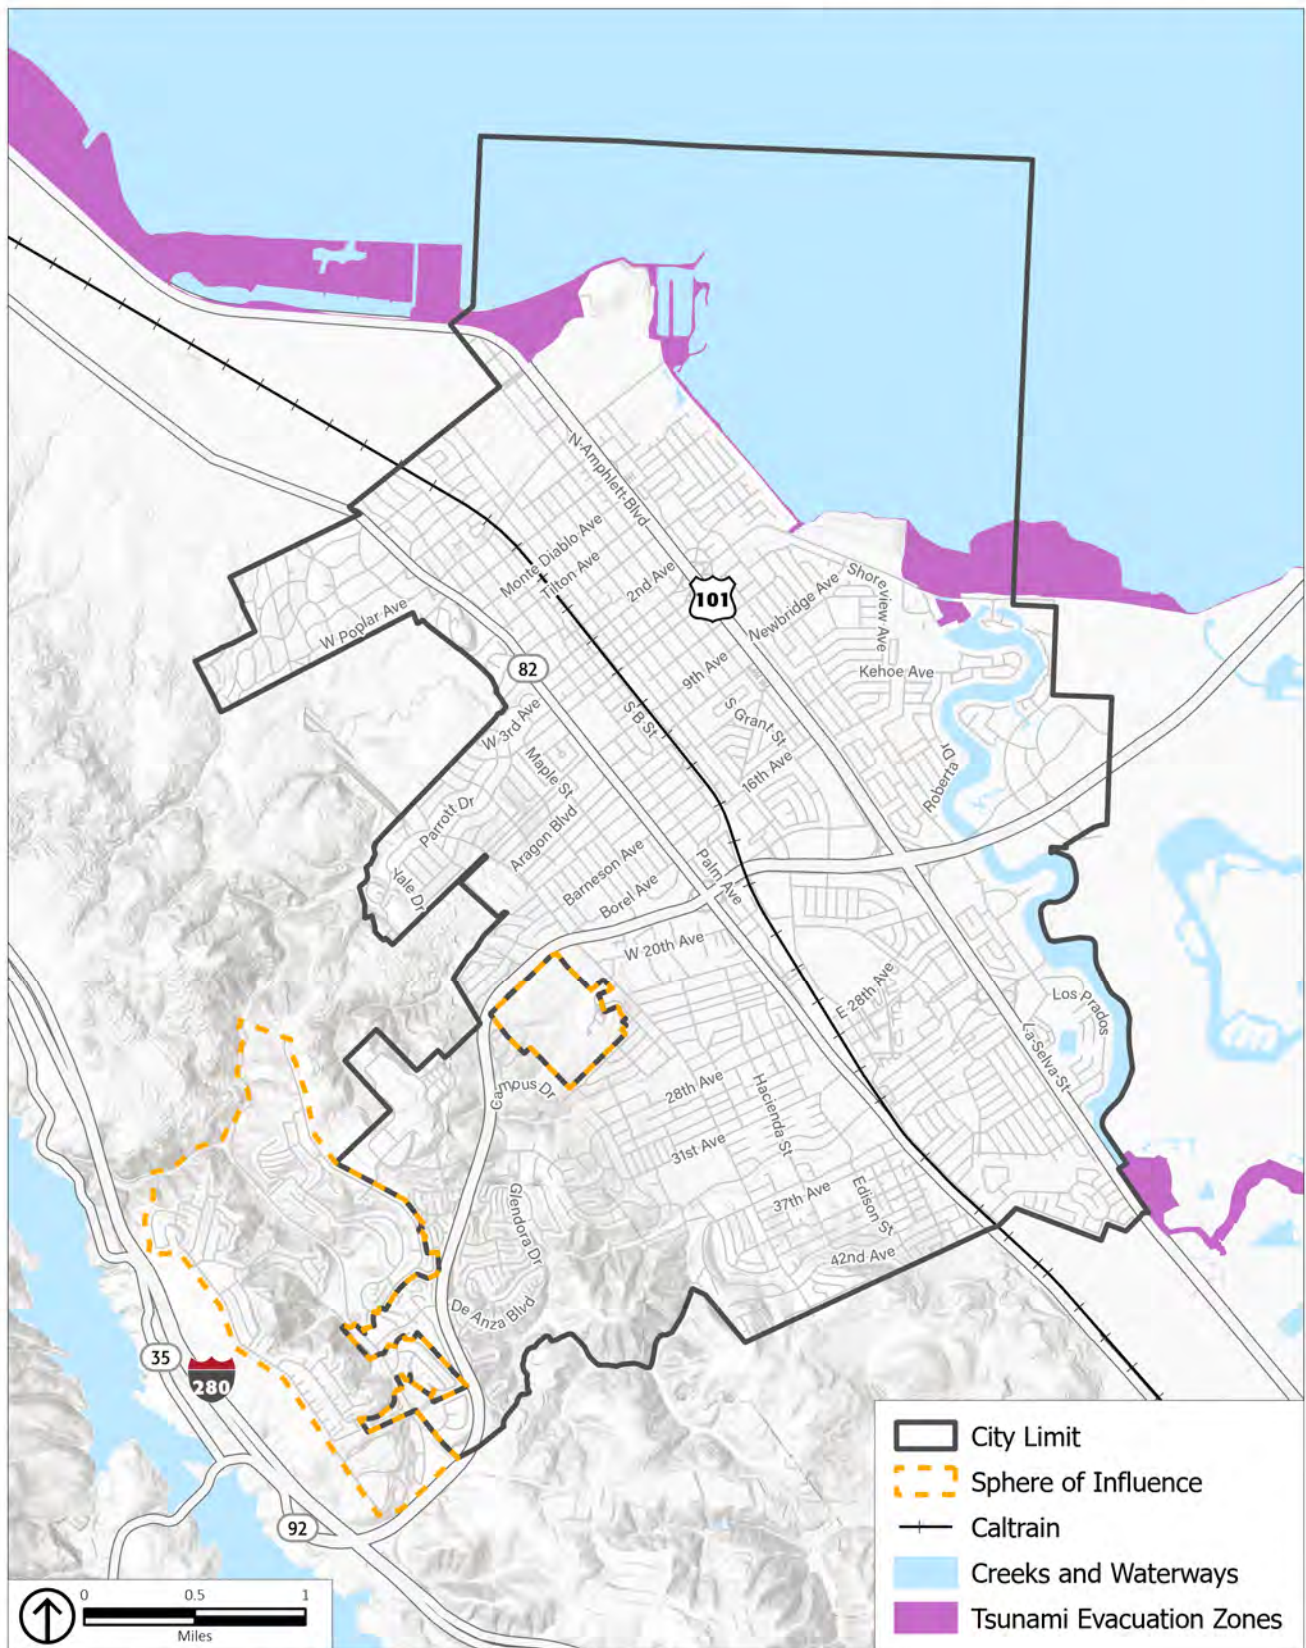 N Amphlett Blvd
Monte Diablo Ave
Tilton Ave
2nd Ave
101
Shoreview Ave
Newbridge Ave
W Poplar Ave
82
9th Ave
Kehoe Ave
S B St
S Grant St
W 3rd Ave
Maple St
16th Ave
Roberta Dr
Parrott Dr
Aragon Blvd
Yale Dr
Barneson Ave
Palm Ave
Borel Ave
W 20th Ave
E 28th Ave
Los Prados
La Selva St
Campus Dr
28th Ave
Hacienda St
31st Ave
37th Ave
Edison St
Glendora Dr
42nd Ave
De Anza Blvd
35
280
92
City Limit
Sphere of Influence
Caltrain
Creeks and Waterways
Tsunami Evacuation Zones
0 0.5 1
Miles